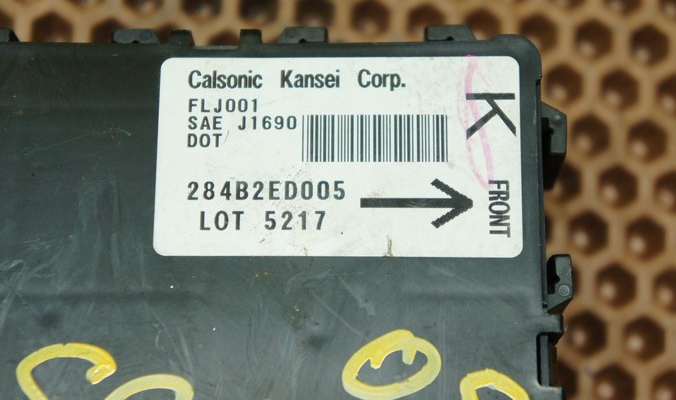 Calsonic Kansei Corp.
FLJ001
SAE J1690
DOT
K
284B2ED005
LOT 5217
FRONT